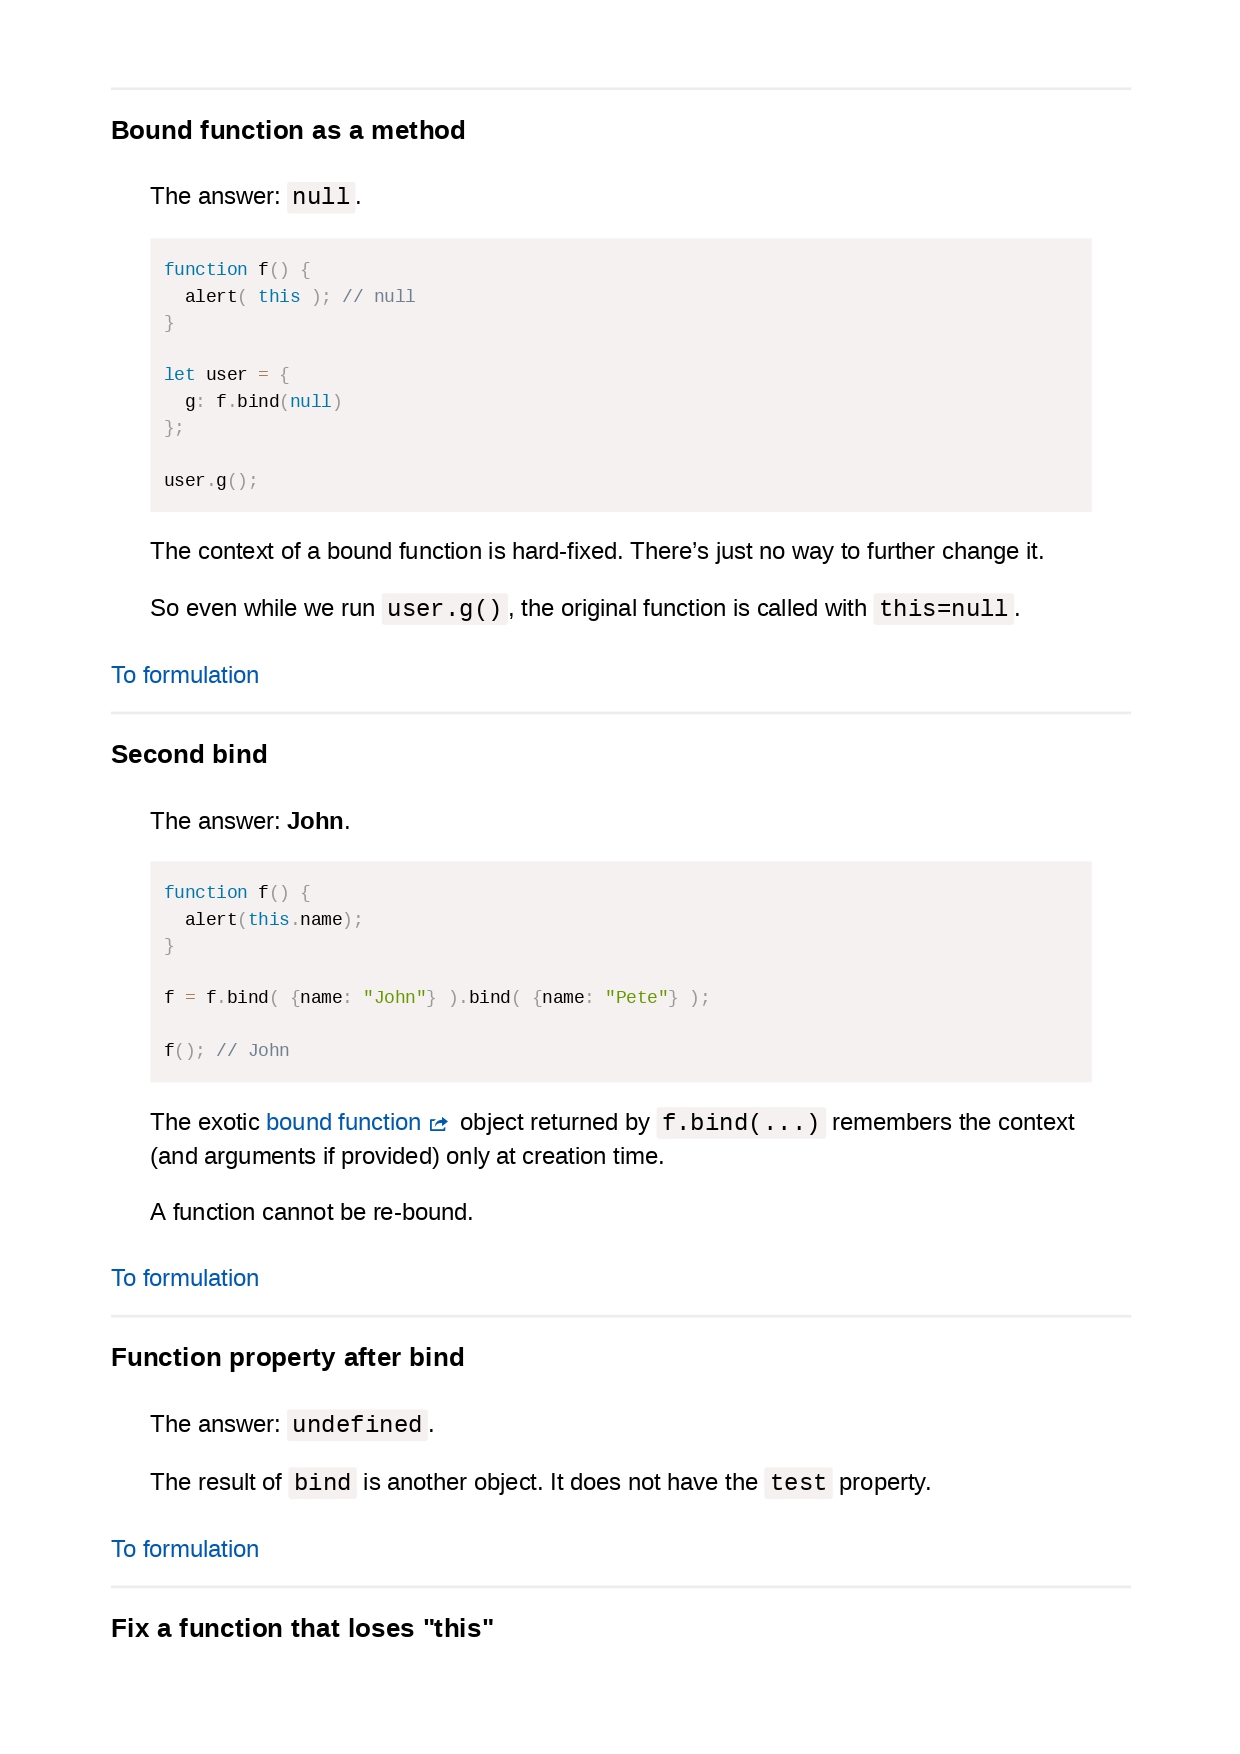 Bound function as a method
The answer: null.
function f() {
  alert( this ); // null
}
let user = {
  g: f.bind(null)
};
user.g();
The context of a bound function is hard-fixed. There’s just no way to further change it.
So even while we run user.g(), the original function is called with this=null.
To formulation
Second bind
The answer: John.
function f() {
  alert(this.name);
}
f = f.bind( {name: "John"} ).bind( {name: "Pete"} );
f(); // John
The exotic bound function object returned by f.bind(...) remembers the context
(and arguments if provided) only at creation time.
A function cannot be re-bound.
To formulation
Function property after bind
The answer: undefined.
The result of bind is another object. It does not have the test property.
To formulation
Fix a function that loses "this"